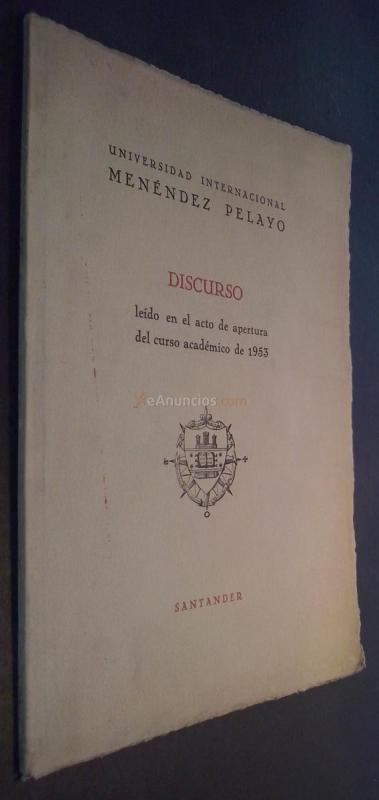 UNIVERSIDAD INTERNACIONAL
MENÉNDEZ PELAYO
DISCURSO
leído en el acto de apertura
del curso académico de 1953
eAnuncios.com
SANTANDER